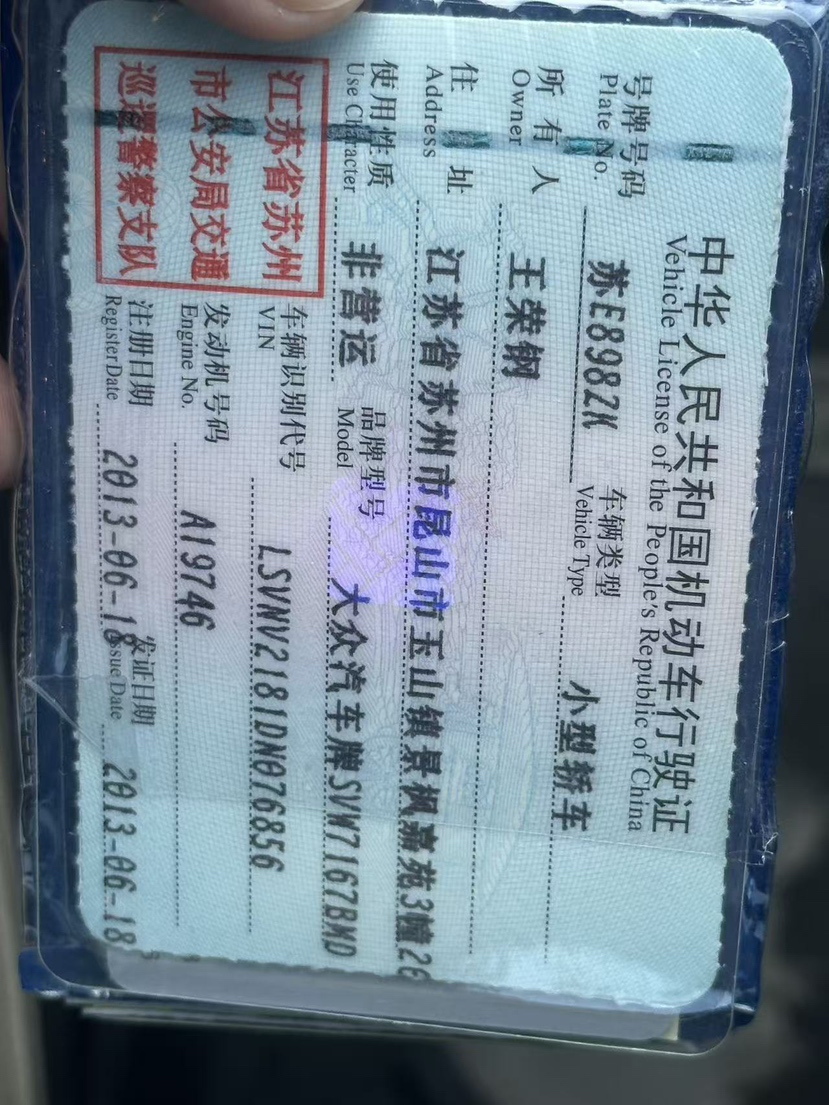 中华人民共和国机动车行驶证
Vehicle License of the People's Republic of China
号牌号码 苏E898ZK 车辆类型 小型轿车
Plate No. Vehicle Type
所有人 王荣钢
Owner
住址 江苏省苏州市昆山市玉山镇景枫嘉苑3幢20
Address
使用性质 非营运 品牌型号 大众汽车牌SVW7167BMD
Use Character Model
江苏省苏州
市公安局交通
巡逻警察支队
车辆识别代号 LSVNV2181DN076856
VIN
发动机号码 A19746
Engine No.
注册日期 2013-06-18 发证日期 2013-06-18
Register Date Issue Date